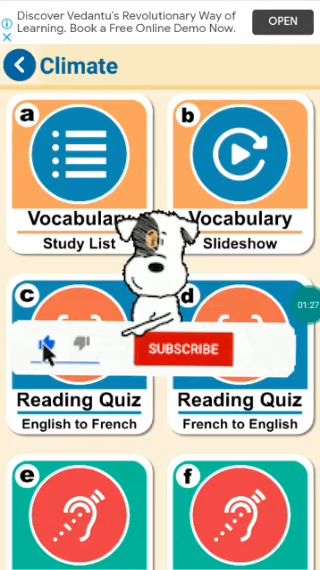 Discover Vedantu's Revolutionary Way of
Learning. Book a Free Online Demo Now.
OPEN
Climate
a
b
Vocabulary
Vocabulary
Study List
Slideshow
c
d
01:27
SUBSCRIBE
Reading Quiz
Reading Quiz
English to French
French to English
e
f